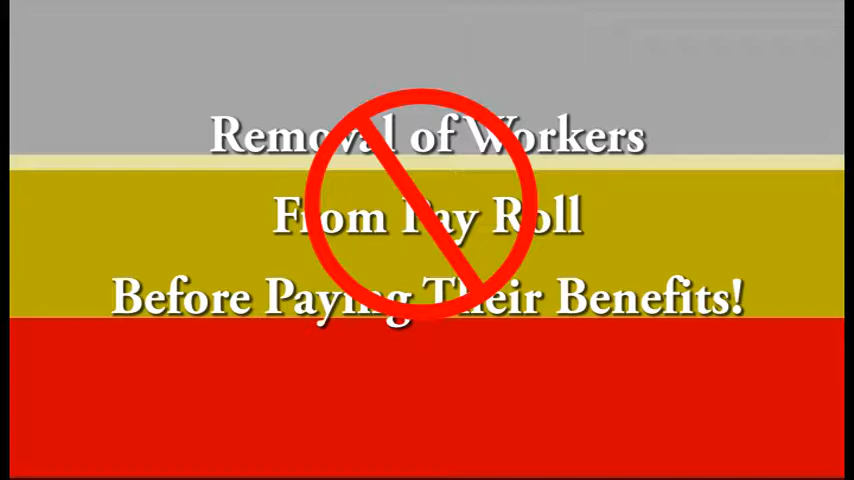 Removal of Workers
From Pay Roll
Before Paying Their Benefits!